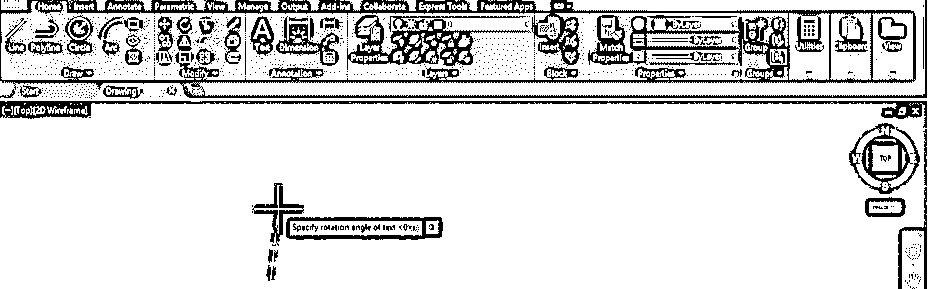 Home Insert Annotate Parametric View Manage Output Add-ins Collaborate Express Tools Featured Apps
Line Polyline Circle Arc Text Dimension Layer Properties Insert Match Properties ByLayer Group Utilities Clipboard View
ByLayer
ByLayer
Draw Modify Annotation Layers Block Properties Groups
Start Drawing
[-][Top][2D Wireframe]
TOP
Specify rotation angle of text <0>: 0